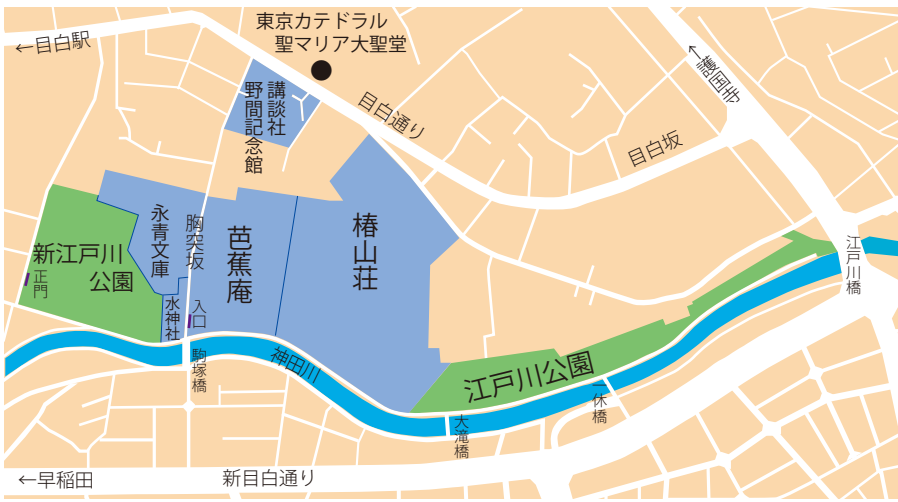 東京カテドラル
聖マリア大聖堂
←目白駅
←護国寺
講談社
野間記念館
目白通り
目白坂
永青文庫
胸突坂
芭蕉庵
椿山荘
新江戸川
公園
正門
水神社
入口
江戸川橋
駒塚橋
神田川
江戸川公園
一休橋
大滝橋
←早稲田
新目白通り